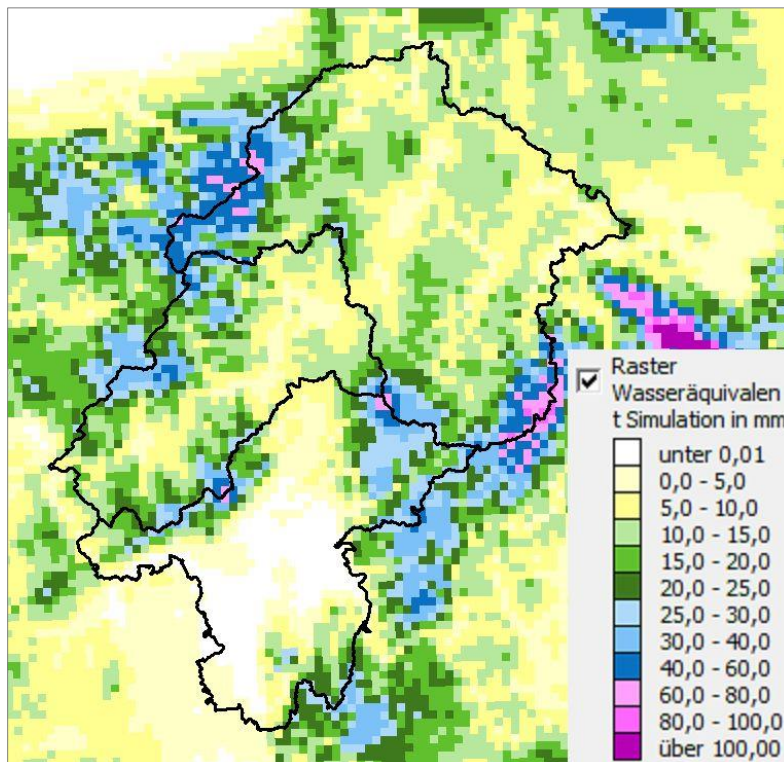 Raster
Wasseräquivalen
t Simulation in mm
unter 0,01
0,0 - 5,0
5,0 - 10,0
10,0 - 15,0
15,0 - 20,0
20,0 - 25,0
25,0 - 30,0
30,0 - 40,0
40,0 - 60,0
60,0 - 80,0
80,0 - 100,0
über 100,00